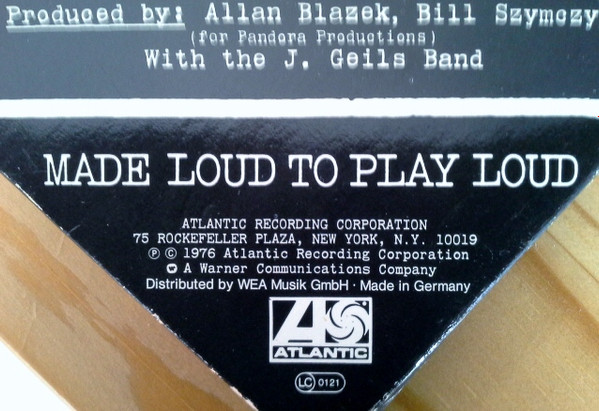 Produced by: Allan Blazek, Bill Szymczy
(for Pandora Productions)
With the J. Geils Band
MADE LOUD TO PLAY LOUD
ATLANTIC RECORDING CORPORATION
75 ROCKEFELLER PLAZA, NEW YORK, N.Y. 10019
℗ © 1976 Atlantic Recording Corporation
A Warner Communications Company
Distributed by WEA Musik GmbH · Made in Germany
ATLANTIC
LC 0121